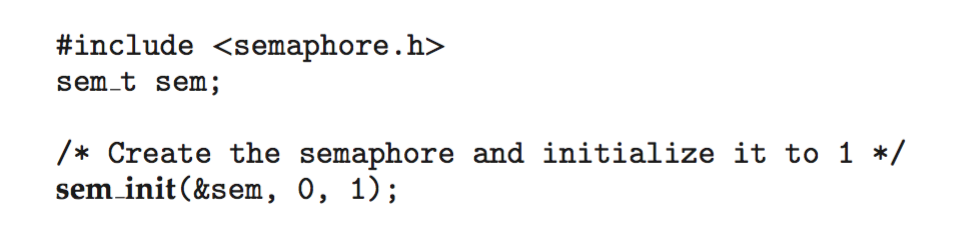 #include <semaphore.h>
sem_t sem;
/* Create the semaphore and initialize it to 1 */
sem_init(&sem, 0, 1);